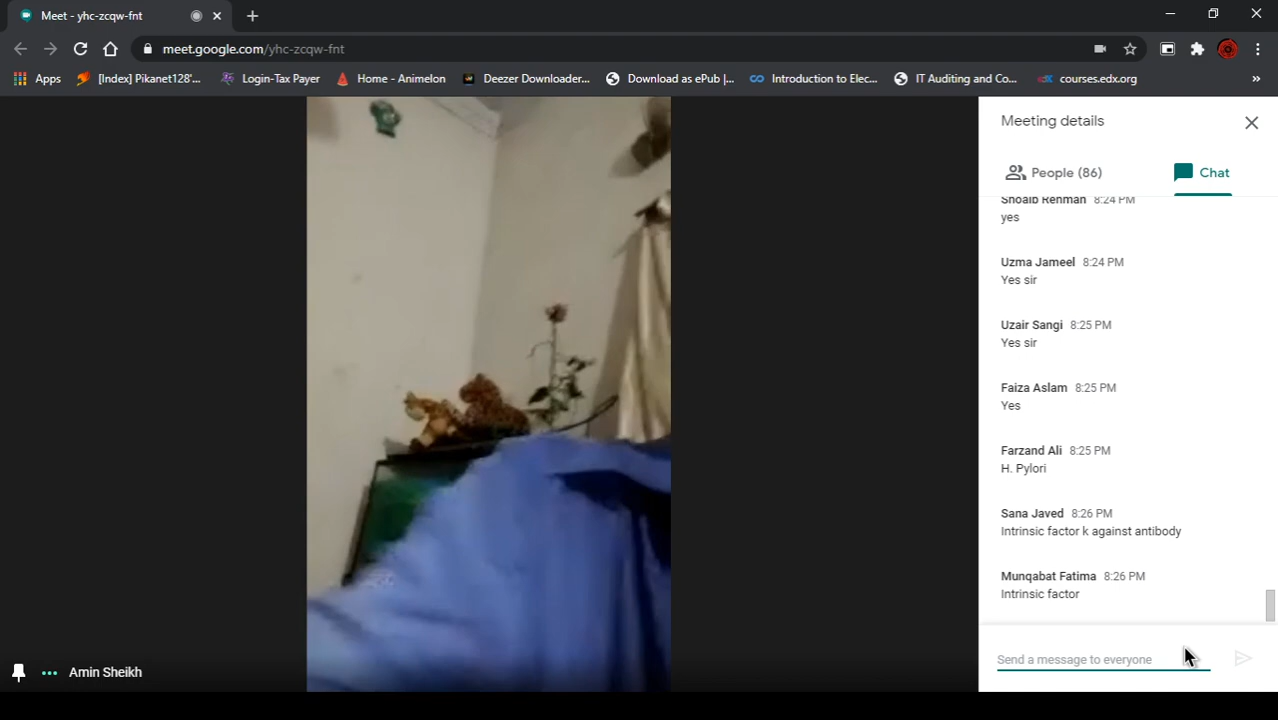 Meet - yhc-zcqw-fnt
meet.google.com/yhc-zcqw-fnt
Apps [Index] Pikanet128'... Login-Tax Payer Home - Animelon Deezer Downloader... Download as ePub |... Introduction to Elec... IT Auditing and Co... courses.edx.org »
Meeting details
People (86) Chat
Shoaib Rehman 8:24 PM
yes
Uzma Jameel 8:24 PM
Yes sir
Uzair Sangi 8:25 PM
Yes sir
Faiza Aslam 8:25 PM
Yes
Farzand Ali 8:25 PM
H. Pylori
Sana Javed 8:26 PM
Intrinsic factor k against antibody
Munqabat Fatima 8:26 PM
Intrinsic factor
Send a message to everyone
Amin Sheikh